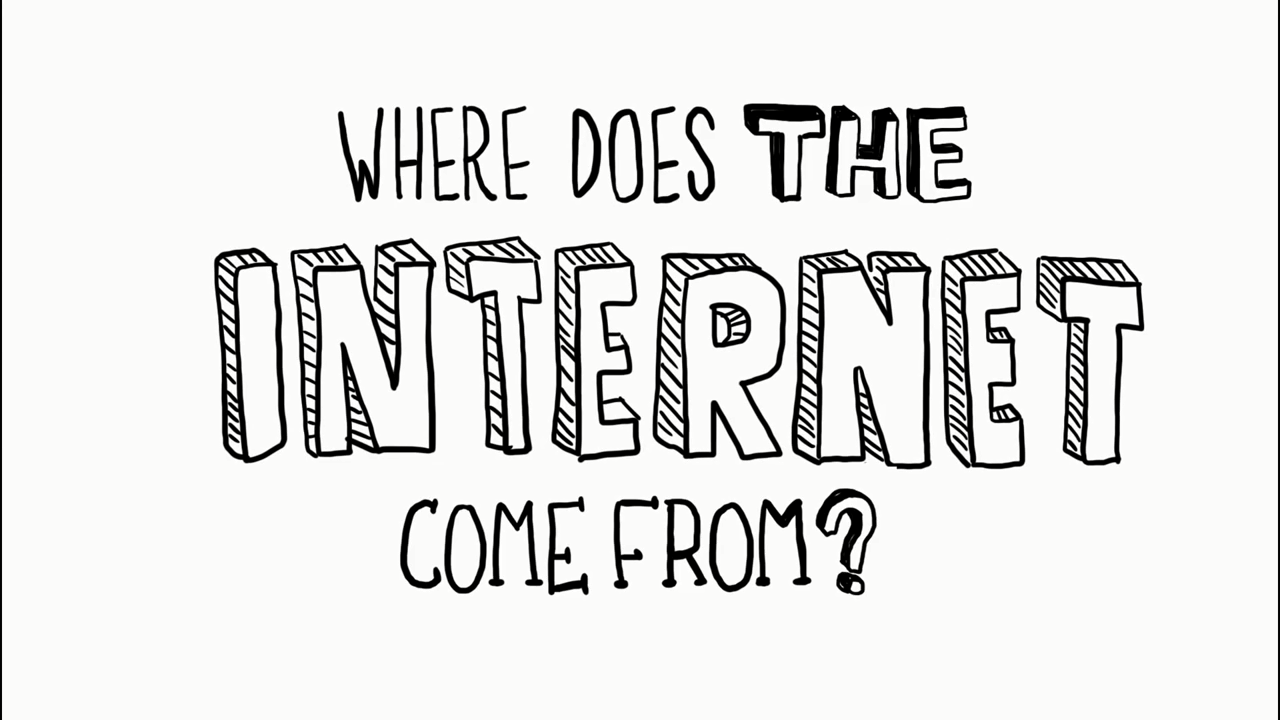 WHERE DOES THE
INTERNET
COME FROM?